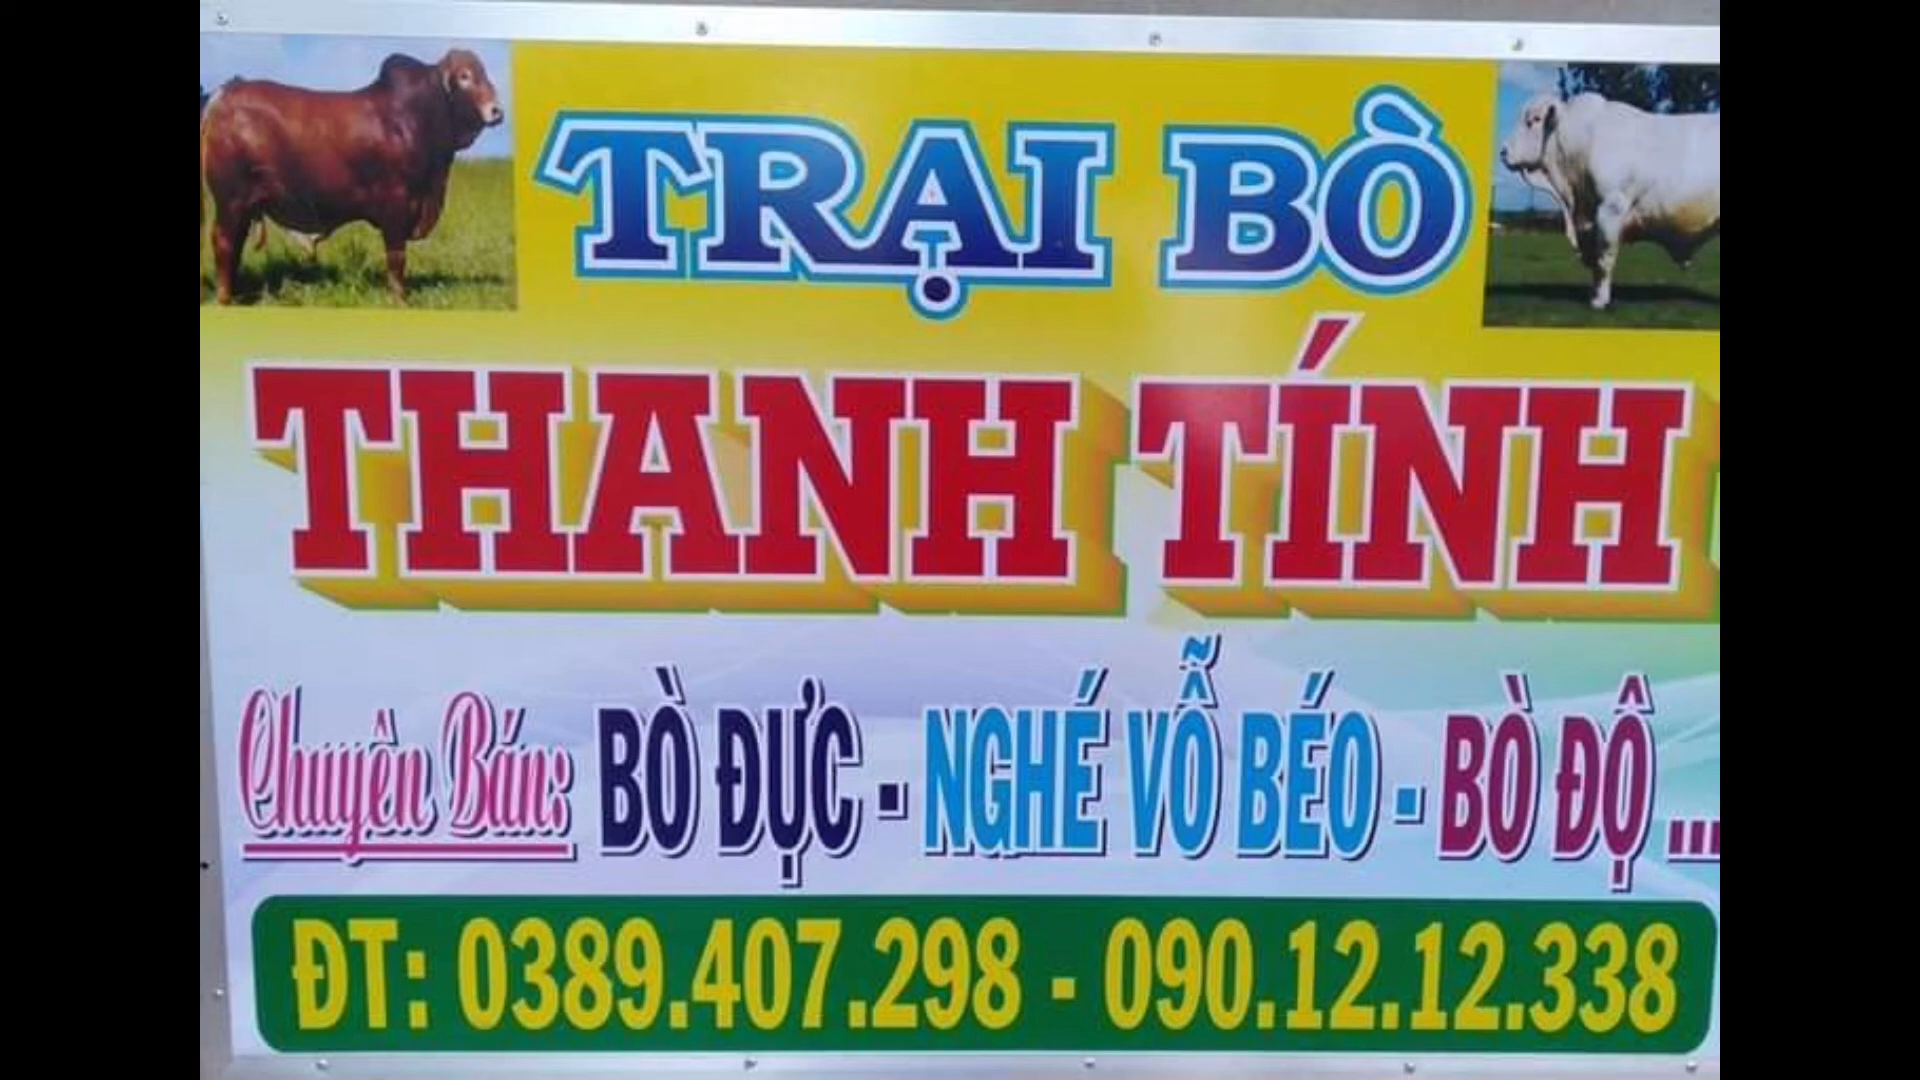 TRẠI BÒ
THANH TÍNH
Chuyên Bán: BÒ ĐỰC - NGHÉ VỖ BÉO - BÒ ĐỘ ...
ĐT: 0389.407.298 - 090.12.12.338